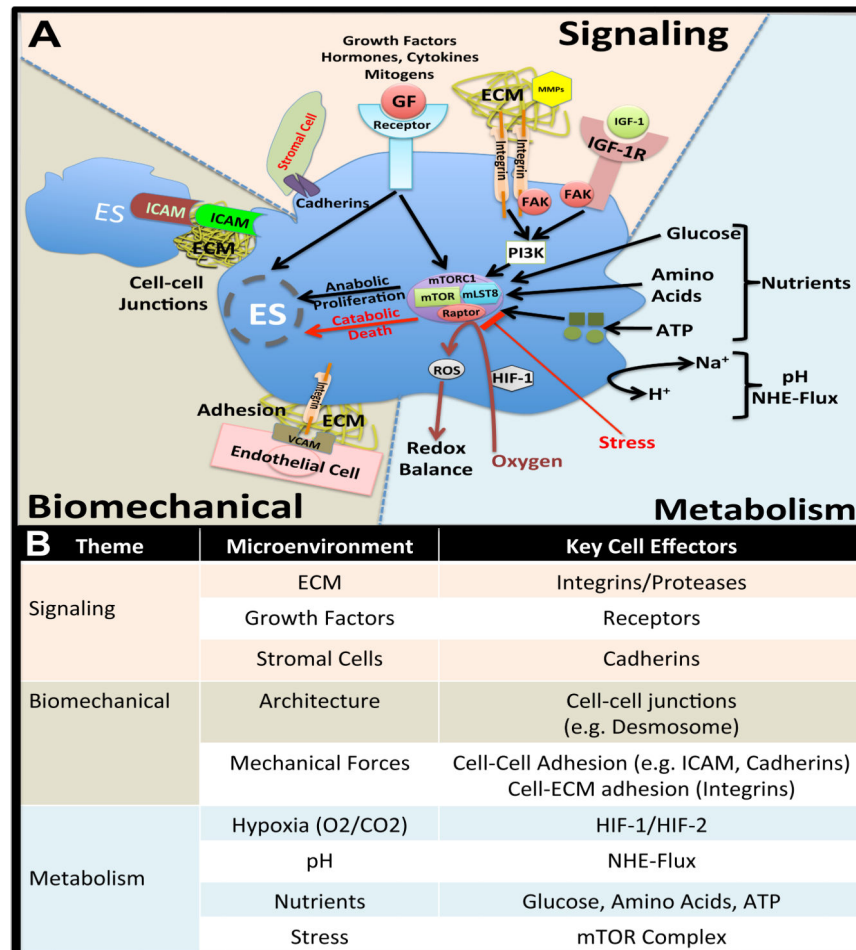 A
Signaling
Growth Factors
Hormones, Cytokines
Mitogens
GF
Receptor
ECM
MMPs
Integrin
Integrin
FAK
FAK
IGF-1
IGF-1R
Stromal Cell
Cadherins
ES
ICAM
ICAM
ECM
Cell-cell
Junctions
PI3K
Glucose
Amino
Acids
ATP
Nutrients
mTORC1
mTOR
mLST8
Raptor
Anabolic
Proliferation
Catabolic
Death
ES
ROS
HIF-1
Na⁺
H⁺
pH
NHE-Flux
Integrin
Adhesion
ECM
VCAM
Endothelial Cell
Redox
Balance
Oxygen
Stress
Biomechanical
Metabolism
B
Theme Microenvironment Key Cell Effectors
Signaling
ECM Integrins/Proteases
Growth Factors Receptors
Stromal Cells Cadherins
Biomechanical
Architecture Cell-cell junctions
(e.g. Desmosome)
Mechanical Forces Cell-Cell Adhesion (e.g. ICAM, Cadherins)
Cell-ECM adhesion (Integrins)
Metabolism
Hypoxia (O2/CO2) HIF-1/HIF-2
pH NHE-Flux
Nutrients Glucose, Amino Acids, ATP
Stress mTOR Complex